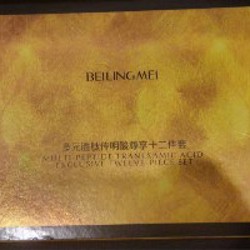 BEILINGMEI
多元造肽传明酸尊享十二件套
MULTI-PEPTIDE TRANEXAMIC ACID
EXCLUSIVE TWELVE-PIECE SET